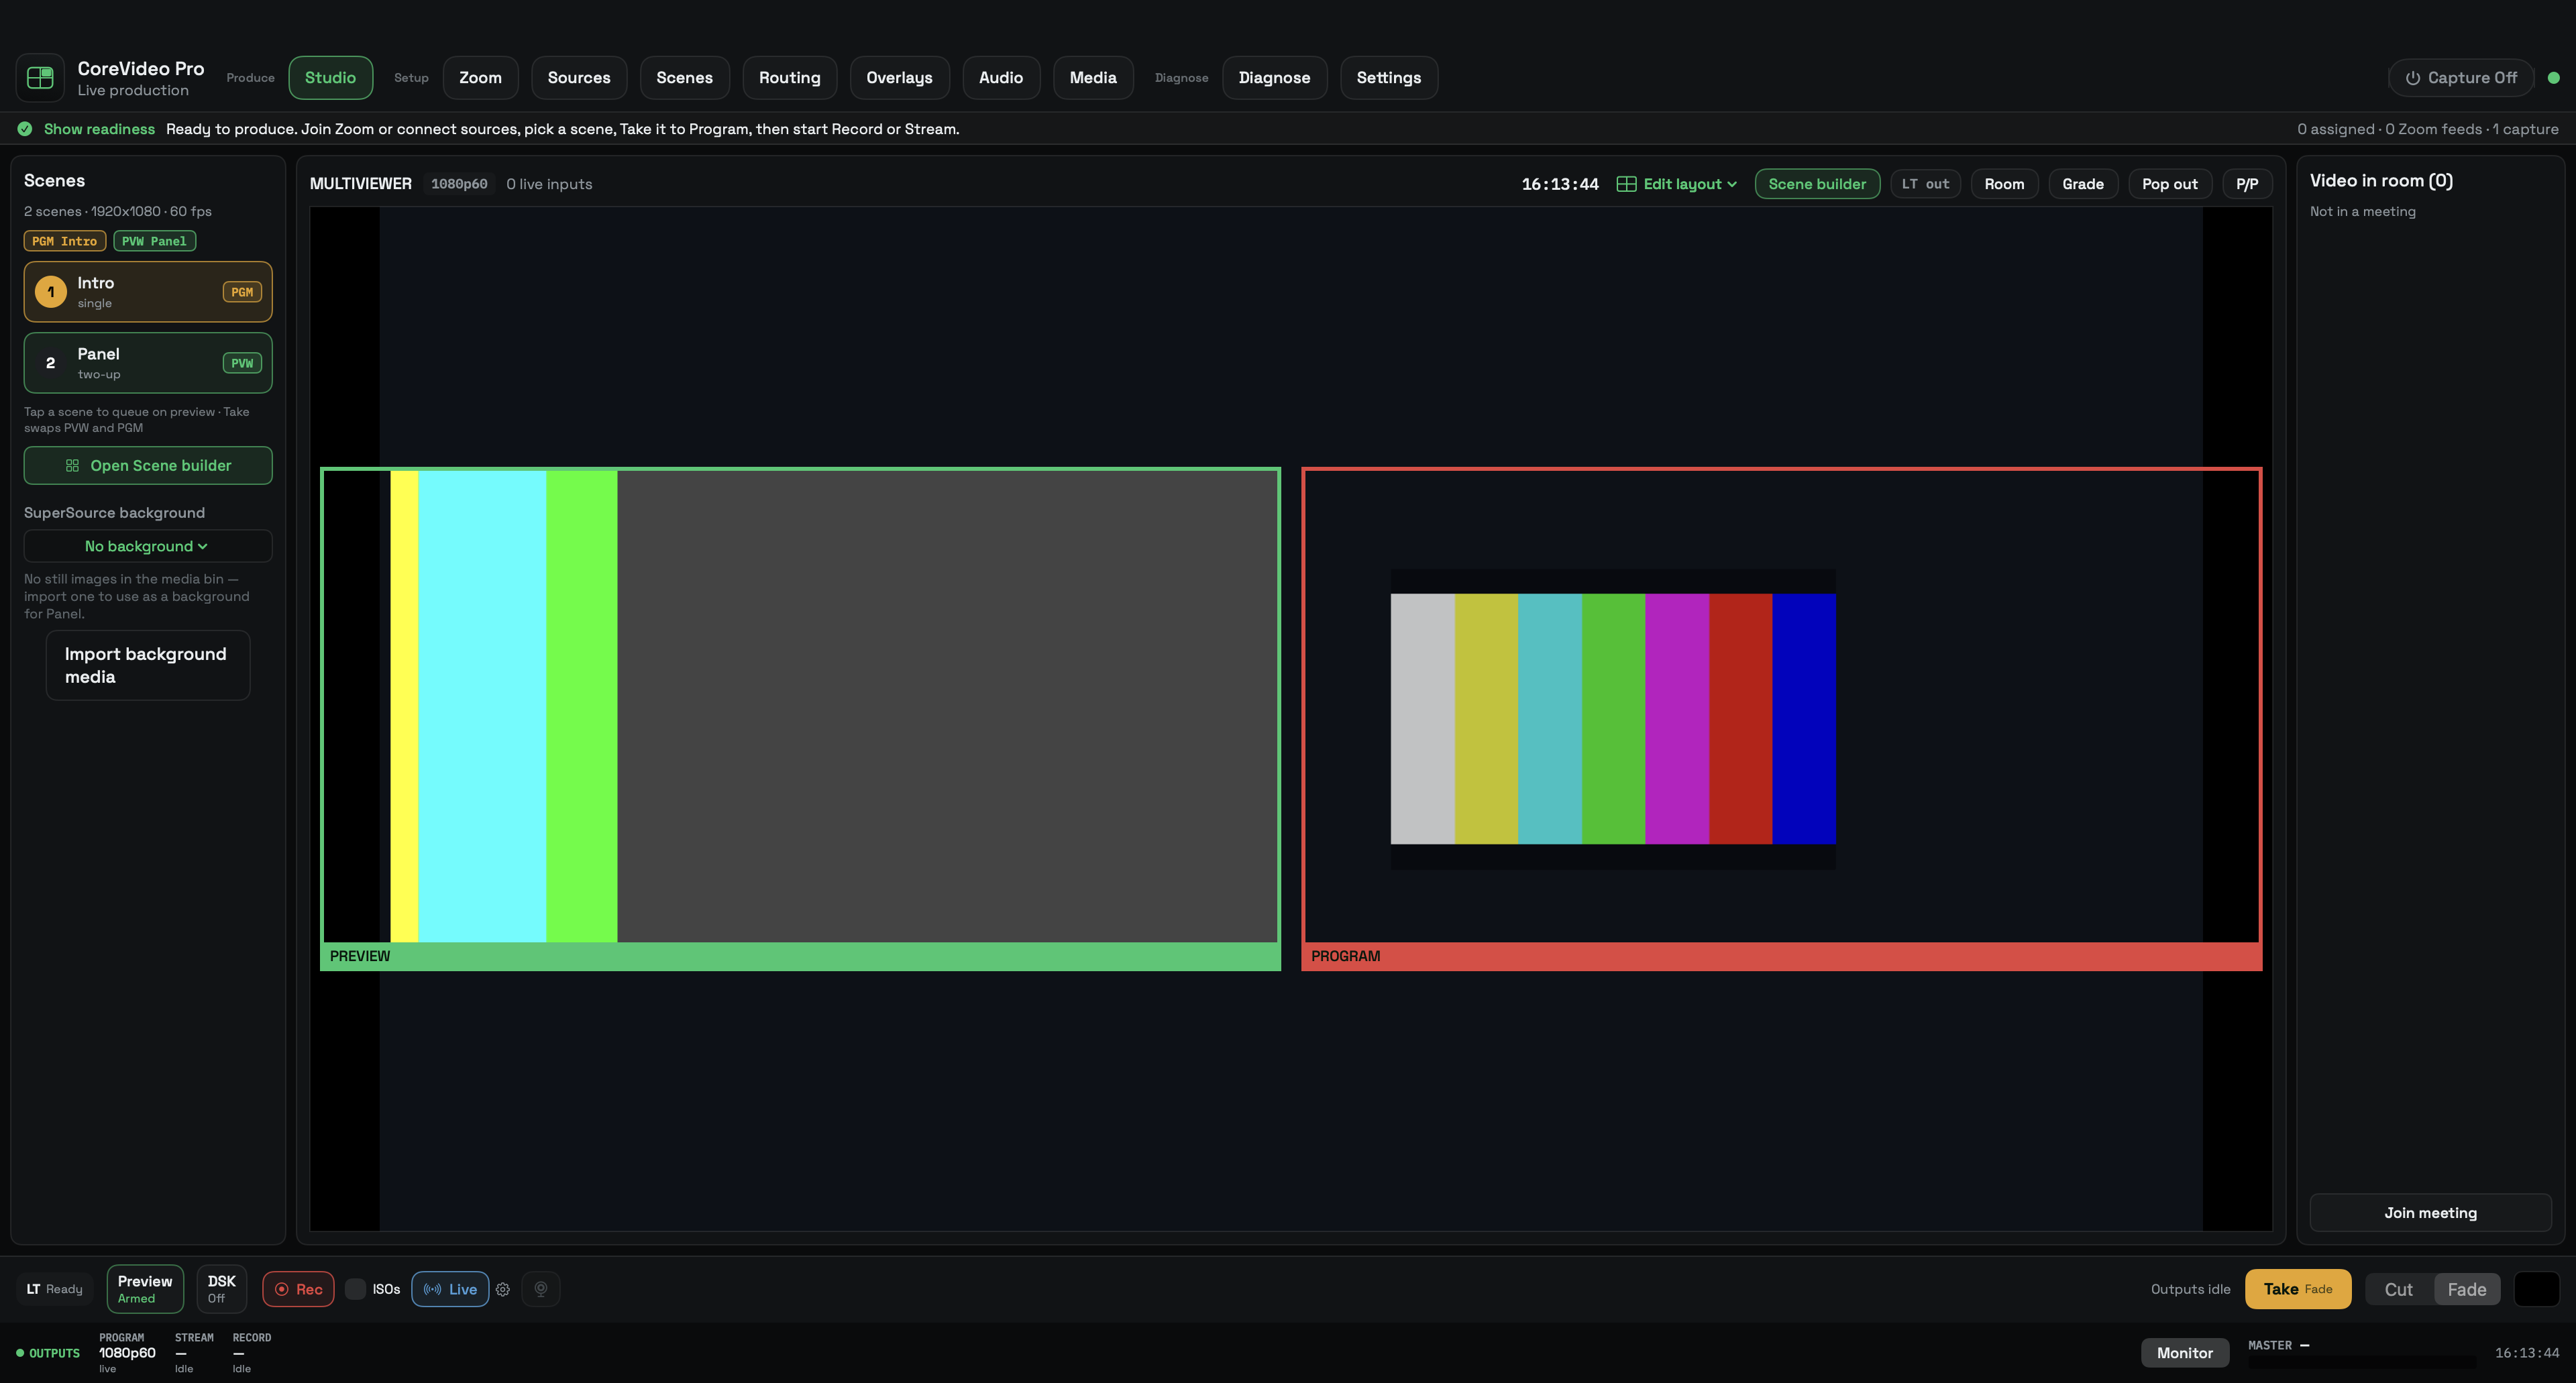 CoreVideo Pro
Live production
Produce
Studio
Setup
Zoom
Sources
Scenes
Routing
Overlays
Audio
Media
Diagnose
Diagnose
Settings
Capture Off
Show readiness Ready to produce. Join Zoom or connect sources, pick a scene, Take it to Program, then start Record or Stream.
0 assigned · 0 Zoom feeds · 1 capture
Scenes
2 scenes · 1920x1080 · 60 fps
PGM Intro PVW Panel
1 Intro PGM
single
2 Panel PVW
two-up
Tap a scene to queue on preview · Take
swaps PVW and PGM
Open Scene builder
SuperSource background
No background
No still images in the media bin —
import one to use as a background
for Panel.
Import background
media
MULTIVIEWER 1080p60 0 live inputs
16:13:44 Edit layout Scene builder LT out Room Grade Pop out P/P
PREVIEW
PROGRAM
Video in room (0)
Not in a meeting
Join meeting
LT Ready
Preview
Armed
DSK
Off
Rec
ISOs
Live
Outputs idle
Take Fade
Cut
Fade
OUTPUTS
PROGRAM
1080p60
live
STREAM
—
Idle
RECORD
—
Idle
Monitor
MASTER —
16:13:44